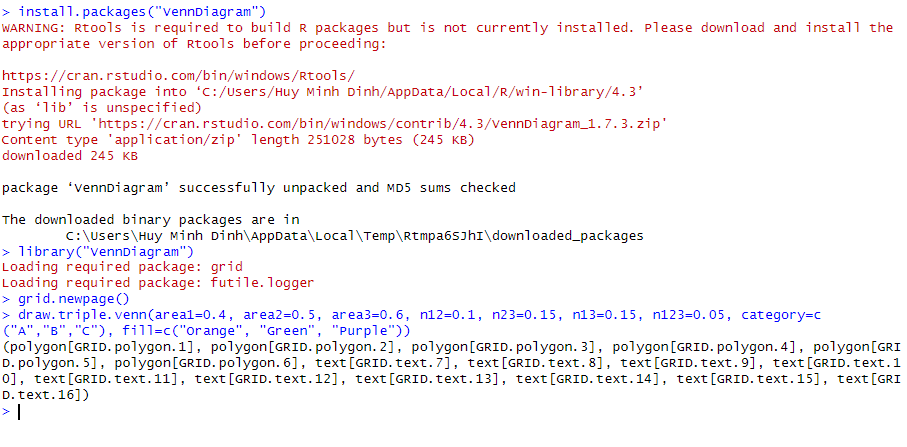 > install.packages("VennDiagram")
WARNING: Rtools is required to build R packages but is not currently installed. Please download and install the
appropriate version of Rtools before proceeding:
https://cran.rstudio.com/bin/windows/Rtools/
Installing package into ‘C:/Users/Huy Minh Dinh/AppData/Local/R/win-library/4.3’
(as ‘lib’ is unspecified)
trying URL 'https://cran.rstudio.com/bin/windows/contrib/4.3/VennDiagram_1.7.3.zip'
Content type 'application/zip' length 251028 bytes (245 KB)
downloaded 245 KB
package ‘VennDiagram’ successfully unpacked and MD5 sums checked
The downloaded binary packages are in
C:\Users\Huy Minh Dinh\AppData\Local\Temp\Rtmpa6SJhI\downloaded_packages
> library("VennDiagram")
Loading required package: grid
Loading required package: futile.logger
> grid.newpage()
> draw.triple.venn(area1=0.4, area2=0.5, area3=0.6, n12=0.1, n23=0.15, n13=0.15, n123=0.05, category=c
("A","B","C"), fill=c("Orange", "Green", "Purple"))
(polygon[GRID.polygon.1], polygon[GRID.polygon.2], polygon[GRID.polygon.3], polygon[GRID.polygon.4], polygon[GRI
D.polygon.5], polygon[GRID.polygon.6], text[GRID.text.7], text[GRID.text.8], text[GRID.text.9], text[GRID.text.1
0], text[GRID.text.11], text[GRID.text.12], text[GRID.text.13], text[GRID.text.14], text[GRID.text.15], text[GRI
D.text.16])
>